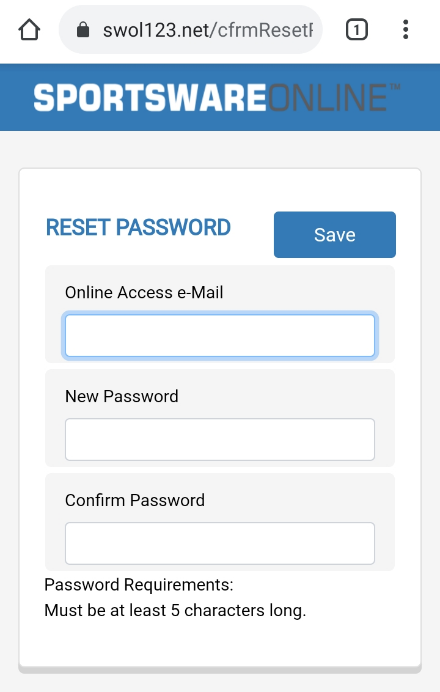 swol123.net/cfrmResetF
1
SPORTSWAREONLINE™
RESET PASSWORD
Save
Online Access e-Mail
New Password
Confirm Password
Password Requirements:
Must be at least 5 characters long.